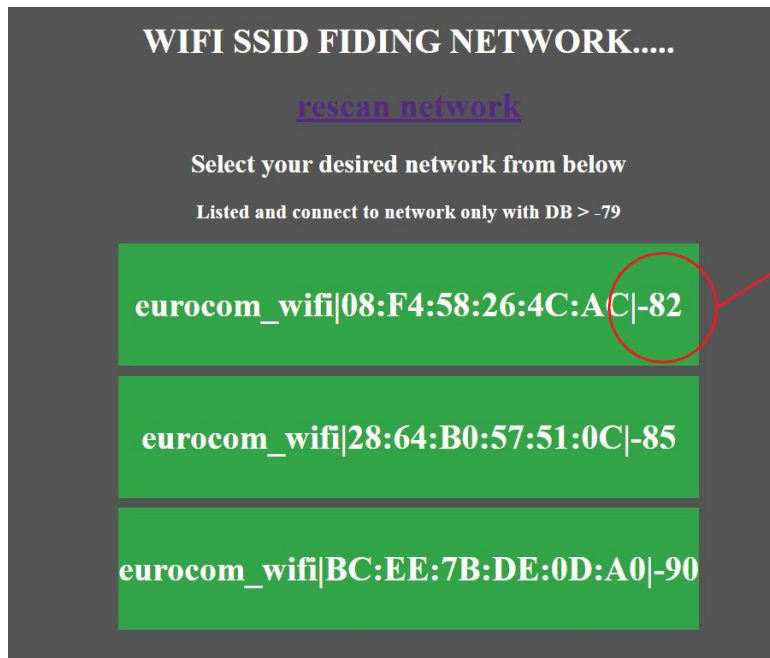 WIFI SSID FIDING NETWORK.....
rescan network
Select your desired network from below
Listed and connect to network only with DB > -79
eurocom_wifi|08:F4:58:26:4C:AC|-82
eurocom_wifi|28:64:B0:57:51:0C|-85
eurocom_wifi|BC:EE:7B:DE:0D:A0|-90